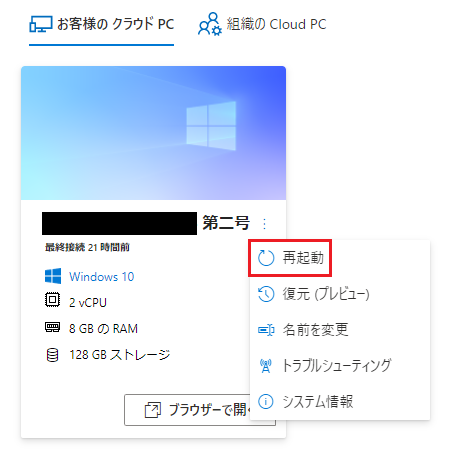 お客様の クラウド PC
組織の Cloud PC
第二号
最終接続 21 時間前
再起動
Windows 10
復元 (プレビュー)
2 vCPU
名前を変更
8 GB の RAM
128 GB ストレージ
トラブルシューティング
システム情報
ブラウザーで開く